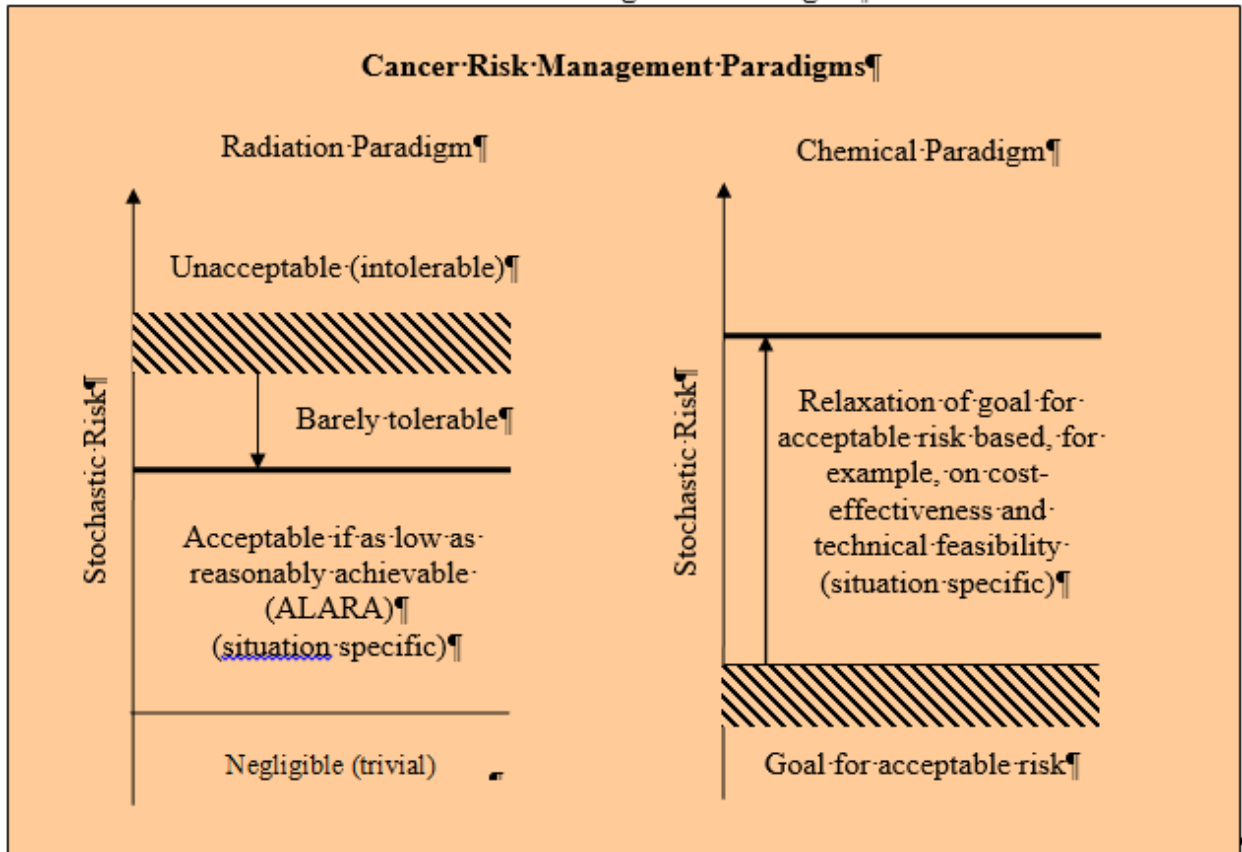 Cancer·Risk·Management·Paradigms¶
Radiation·Paradigm¶
Unacceptable·(intolerable)¶
Barely·tolerable¶
Stochastic·Risk¶
Acceptable·if·as·low·as·
reasonably·achievable·
(ALARA)¶
(situation·specific)¶
Negligible (trivial) ¶
Chemical·Paradigm¶
Stochastic·Risk¶
Relaxation·of·goal·for·
acceptable·risk·based,·for·
example,·on·cost-
effectiveness·and·
technical·feasibility·
(situation·specific)¶
Goal·for·acceptable·risk¶